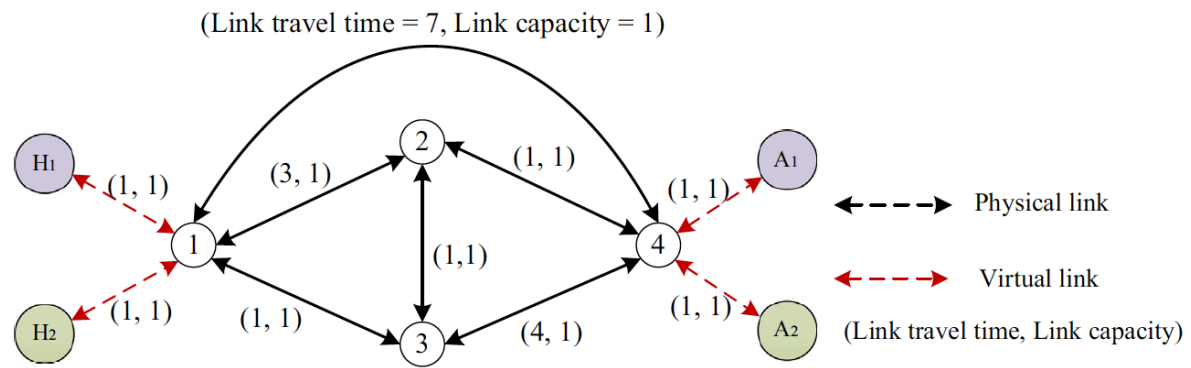 (Link travel time = 7, Link capacity = 1)
2
H1
A1
(1, 1)
(3, 1)
(1, 1)
(1, 1)
Physical link
1
4
(1,1)
Virtual link
(1, 1)
(1, 1)
(1, 1)
(4, 1)
H2
3
A2
(Link travel time, Link capacity)